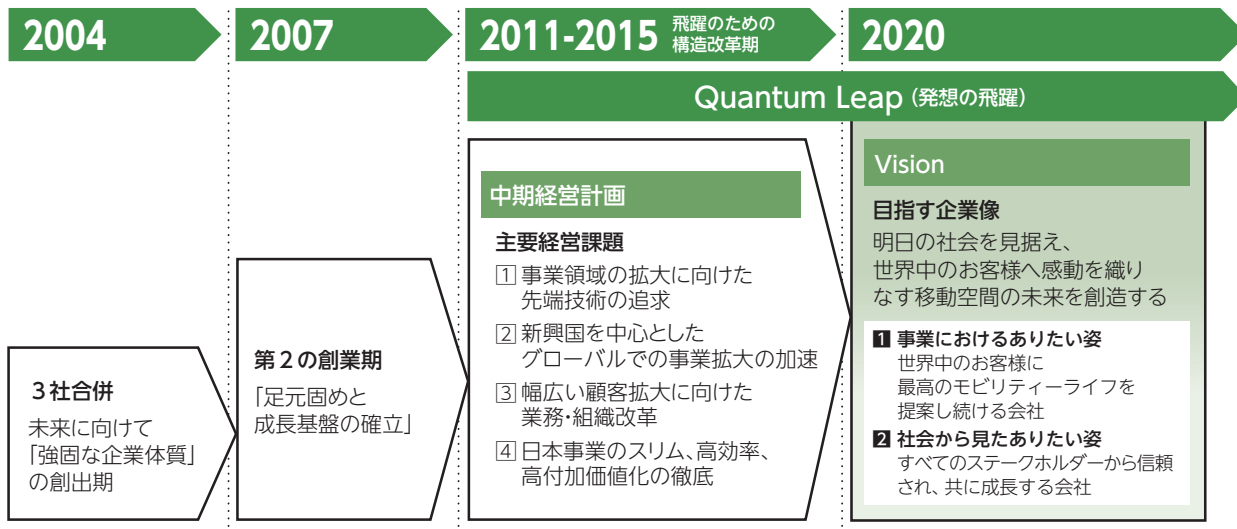 2004
2007
2011-2015 飛躍のための
構造改革期
2020
Quantum Leap (発想の飛躍)
3社合併
未来に向けて
「強固な企業体質」
の創出期
第2の創業期
「足元固めと
成長基盤の確立」
中期経営計画
主要経営課題
1 事業領域の拡大に向けた
先端技術の追求
2 新興国を中心とした
グローバルでの事業拡大の加速
3 幅広い顧客拡大に向けた
業務・組織改革
4 日本事業のスリム、高効率、
高付加価値化の徹底
Vision
目指す企業像
明日の社会を見据え、
世界中のお客様へ感動を織り
なす移動空間の未来を創造する
1 事業におけるありたい姿
世界中のお客様に
最高のモビリティーライフを
提案し続ける会社
2 社会から見たありたい姿
すべてのステークホルダーから信頼
され、共に成長する会社